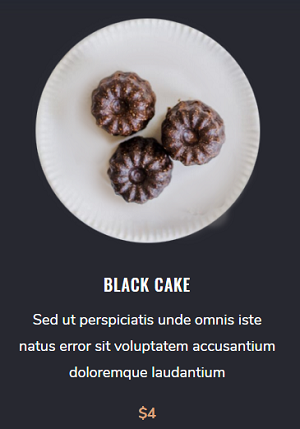 BLACK CAKE
Sed ut perspiciatis unde omnis iste
natus error sit voluptatem accusantium
doloremque laudantium
$4